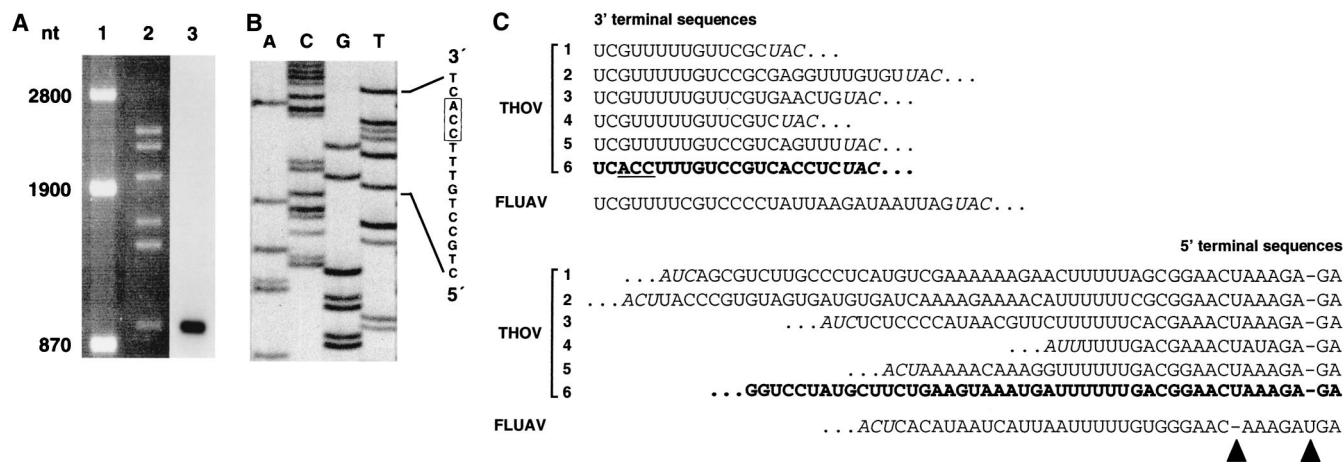 A
nt 1 2 3
2800
1900
870
B
A C G T
3´
T
C
A
C
C
T
T
T
G
T
C
C
G
T
C
5´
C
3' terminal sequences
THOV
1 UCGUUUUUGUUCGCUAC...
2 UCGUUUUUGUCCGCGAGGUUUGUGUUAC...
3 UCGUUUUUGUUCGUGAACUGUAC...
4 UCGUUUUUGUUCGUCUAC...
5 UCGUUUUUGUCCGUCAGUUUUAC...
6 UCACCUUUGUCCGUCACCUCUAC...
FLUAV UCGUUUUCGUCCCCUAUUAAGAUAAUUAGUAC...
5' terminal sequences
THOV
1 ...AUCAGCGUCUUGCCCUCAUGUCGAAAAAAGAACUUUUUAGCGGAACUAAAGA-GA
2 ...ACUUACCCGUGUAGUGAUGUGAUCAAAAGAAAACAUUUUUUCGCGGAACUAAAGA-GA
3 ...AUCUCUCCCCAUAACGUUCUUUUUUCACGAAACUAAAGA-GA
4 ...AUUUUUUGACGAAACUAUAGA-GA
5 ...ACUAAAAACAAAGGUUUUUUGACGGAACUAAAGA-GA
6 ...GGUCCUAUGCUUCUGAAGUAAAUGAUUUUUUGACGGAACUAAAGA-GA
FLUAV ...ACUCACAUAAUCAUUAAUUUUUGUGGGAAC-AAAGAUGA